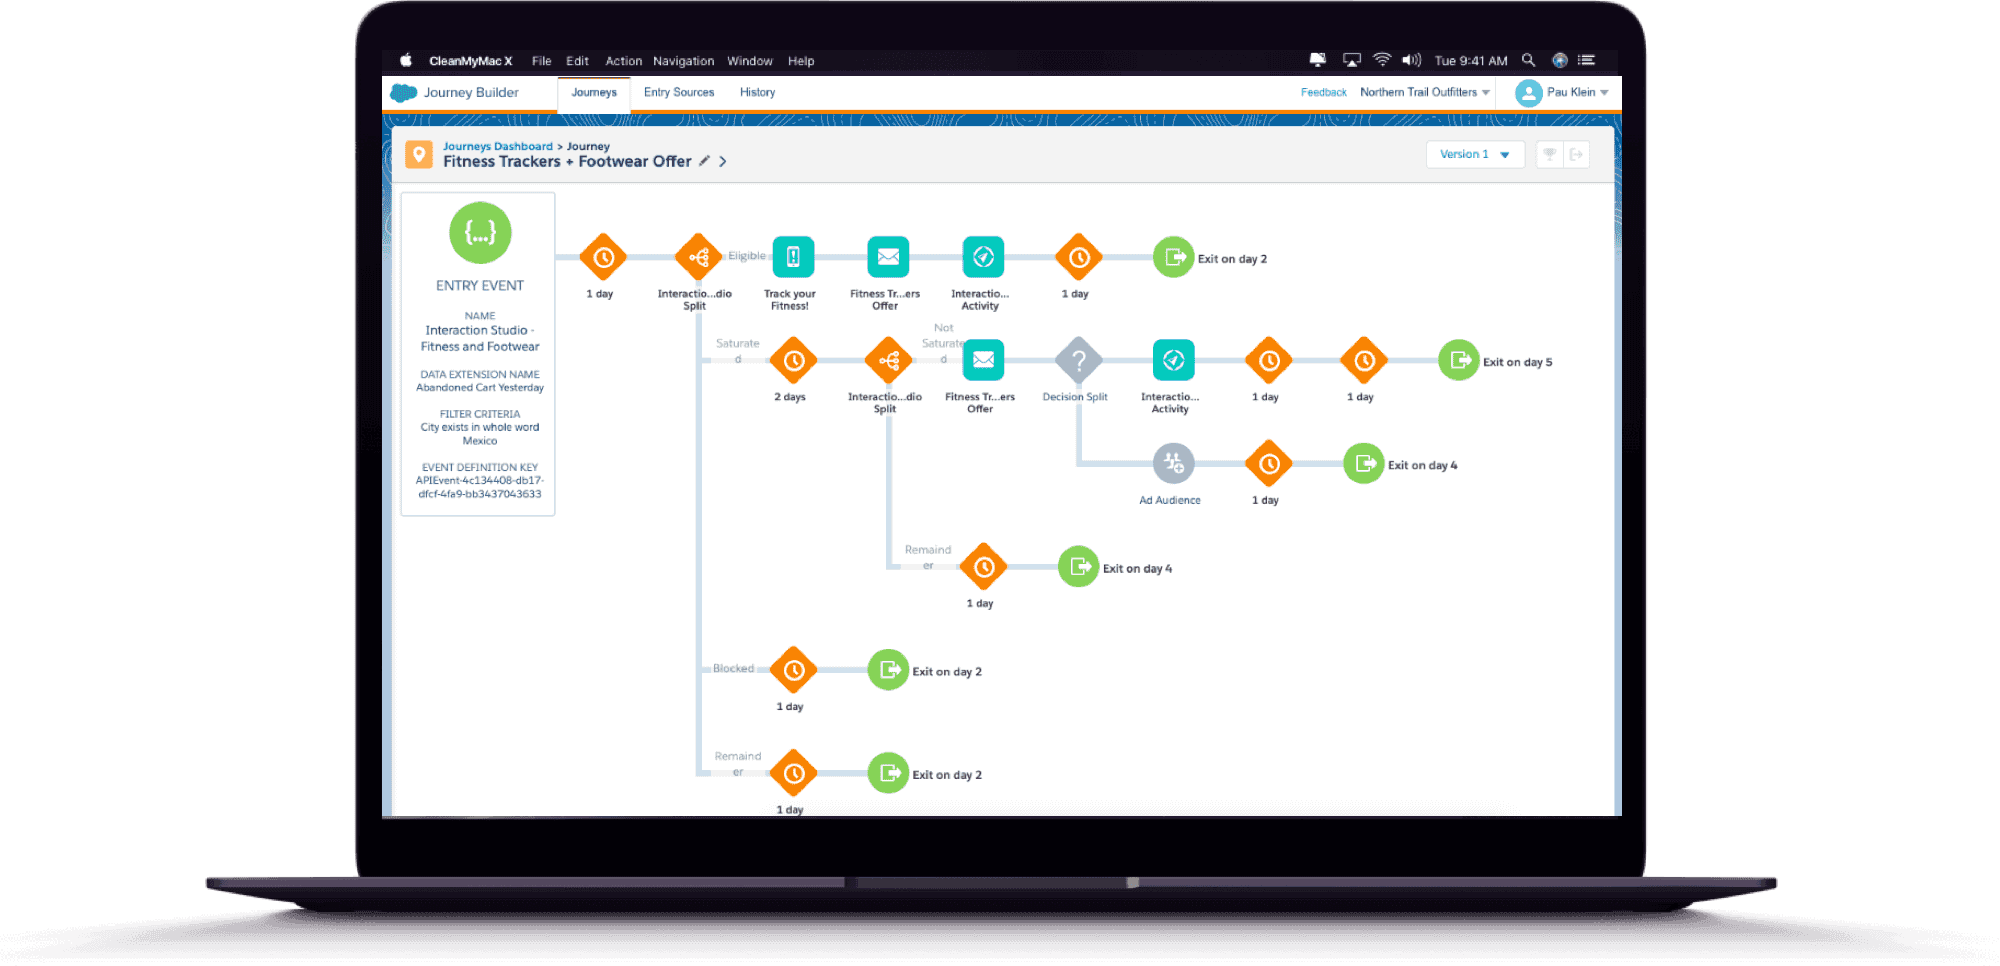 CleanMyMac X File Edit Action Navigation Window Help Tue 9:41 AM
Journey Builder Journeys Entry Sources History Feedback Northern Trail Outfitters Pau Klein
Journeys Dashboard > Journey
Fitness Trackers + Footwear Offer
Version 1
{...}
ENTRY EVENT
NAME
Interaction Studio -
Fitness and Footwear
DATA EXTENSION NAME
Abandoned Cart Yesterday
FILTER CRITERIA
City exists in whole word
Mexico
EVENT DEFINITION KEY
APIEvent-4c134408-db17-
dfcf-4fa9-bb3437043633
1 day
Interactio...dio
Split
Eligible
Track your
Fitness!
Fitness Tr...ers
Offer
Interactio...
Activity
1 day
Exit on day 2
Saturate
d
2 days
Interactio...dio
Split
Not
Saturate
d
Fitness Tr...ers
Offer
?
Decision Split
Interactio...
Activity
1 day
1 day
Exit on day 5
Ad Audience
1 day
Exit on day 4
Remaind
er
1 day
Exit on day 4
Blocked
1 day
Exit on day 2
Remaind
er
1 day
Exit on day 2